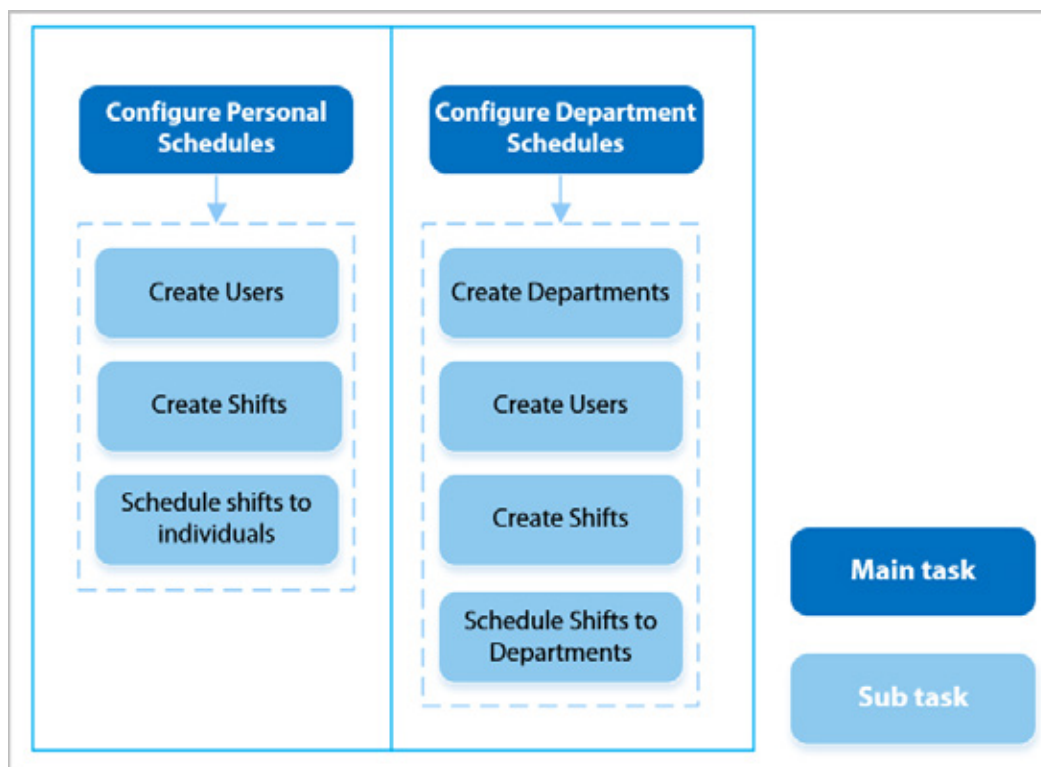 Configure Personal
Schedules
Create Users
Create Shifts
Schedule shifts to
individuals
Configure Department
Schedules
Create Departments
Create Users
Create Shifts
Schedule Shifts to
Departments
Main task
Sub task